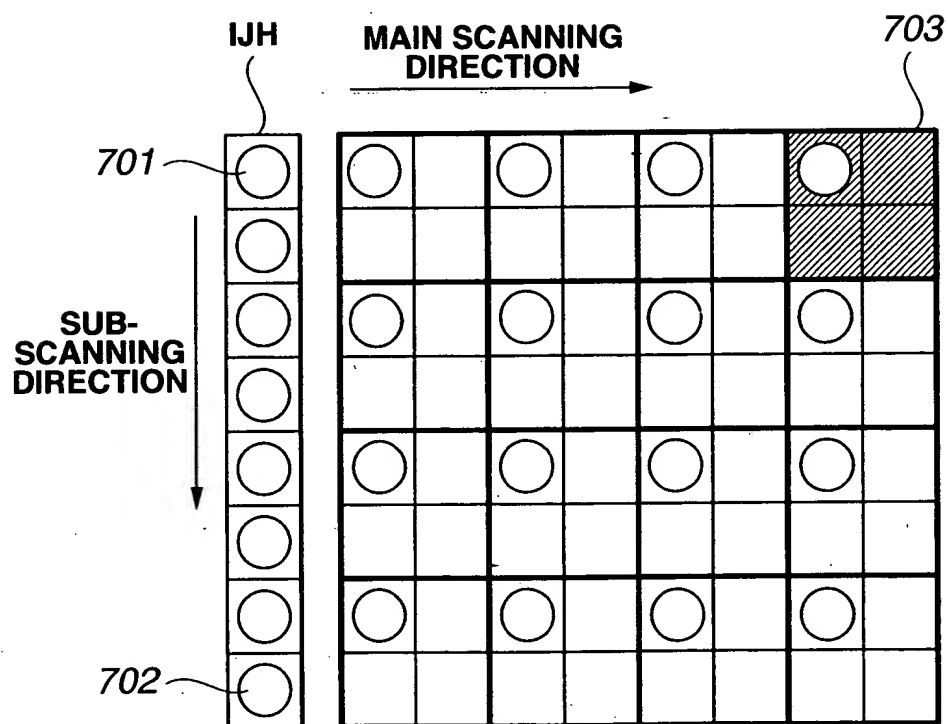 IJH
MAIN SCANNING
DIRECTION
703
701
SUB-
SCANNING
DIRECTION
702